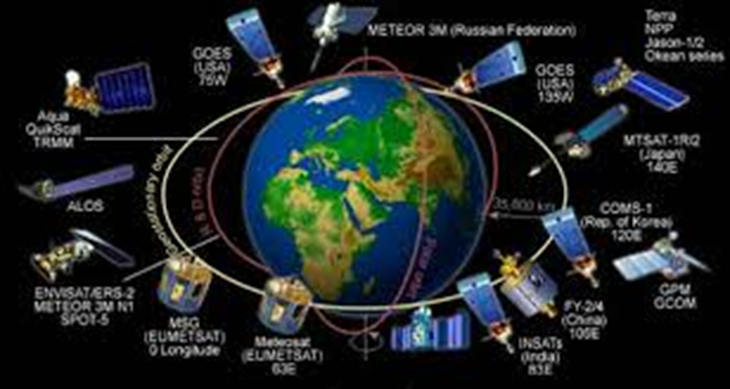 METEOR 3M (Russian Federation)
Terra
NPP
Jason-1/2
Okean series
GOES
(USA)
75W
GOES
(USA)
135W
Aqua
QuikScat
TRMM
MTSAT-1R/2
(Japan)
140E
ALOS
35,800 km
COMS-1
(Rep. of Korea)
120E
ENVISAT/ERS-2
METEOR 3M N1
SPOT-5
GPM
GCOM
MSG
(EUMETSAT)
0 Longitude
Meteosat
(EUMETSAT)
63E
FY-2/4
(China)
105E
INSATs
(India)
83E